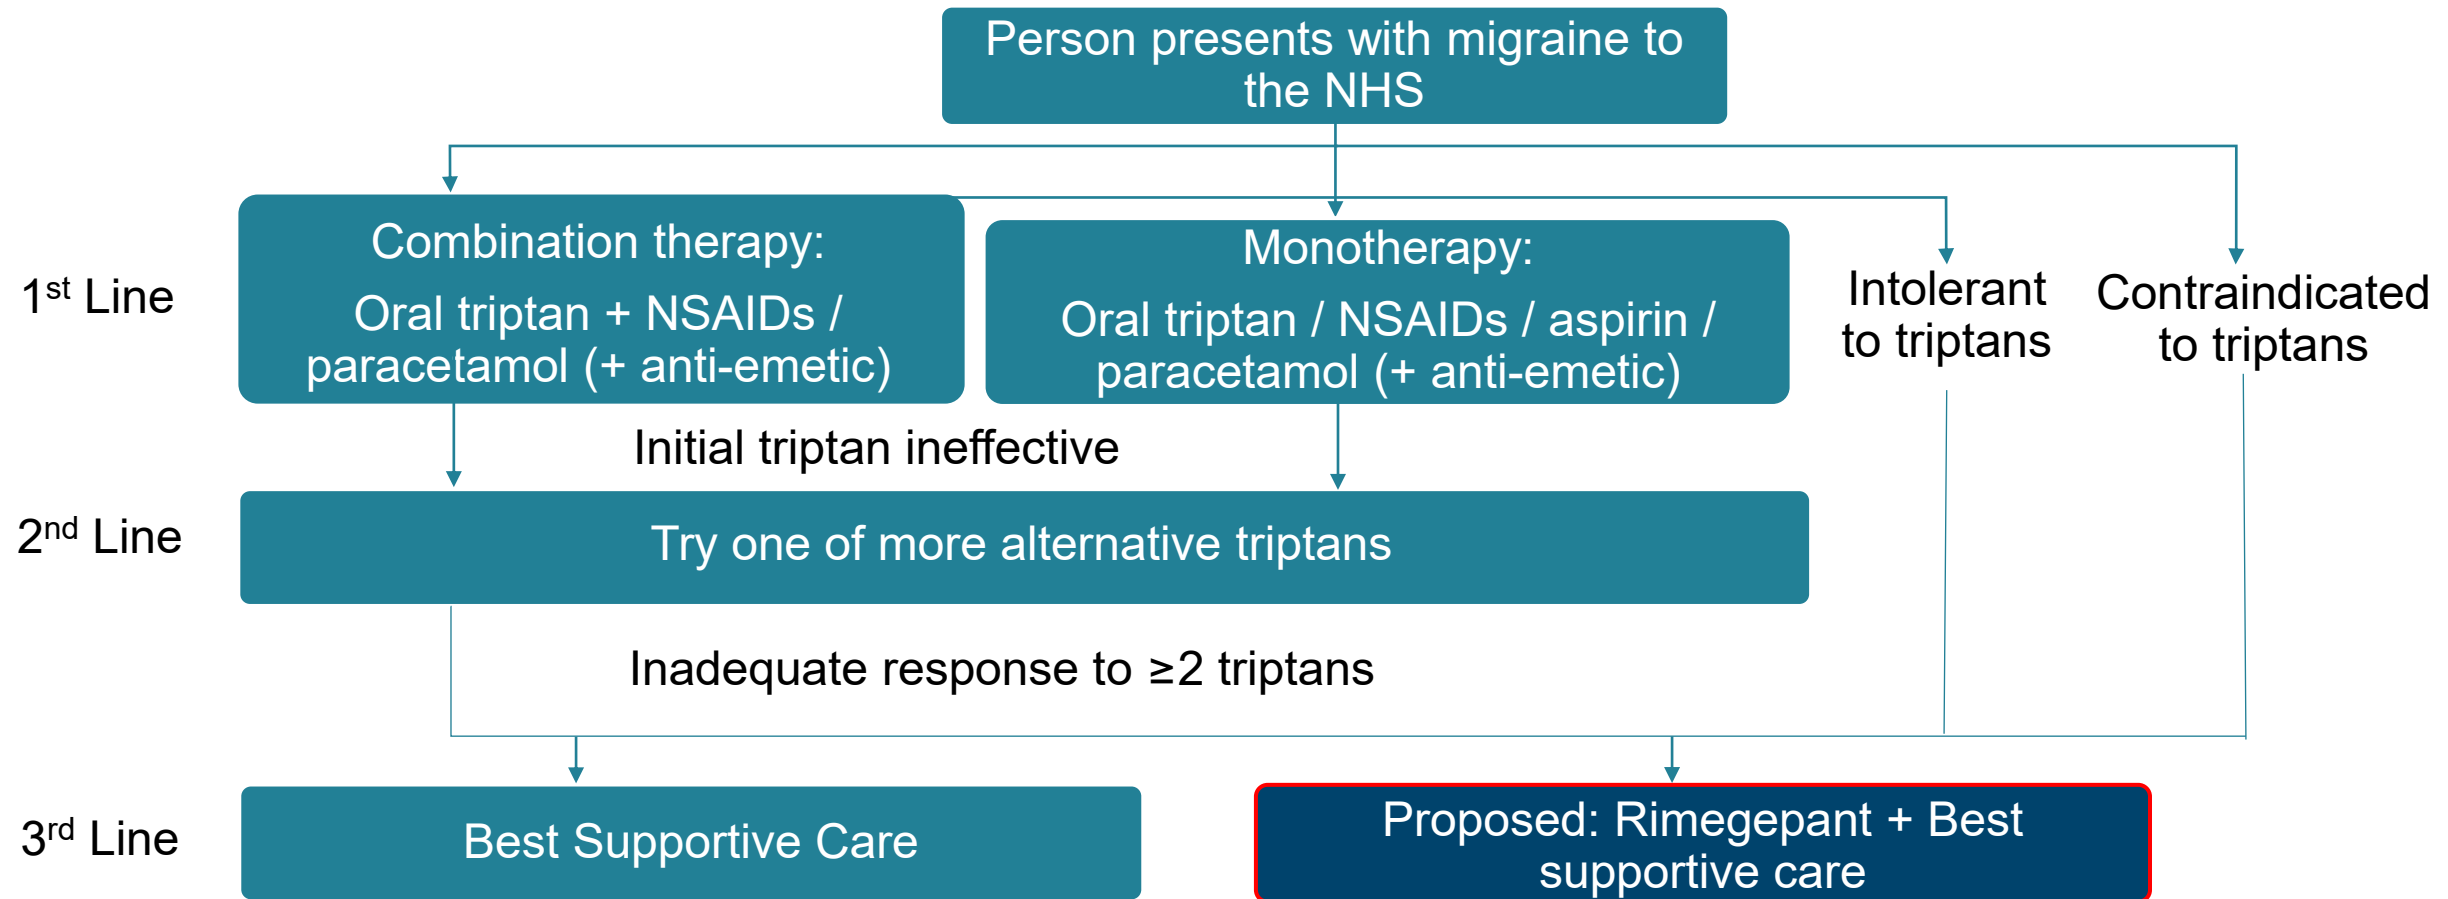 Person presents with migraine to
the NHS
1st Line
Combination therapy:
Oral triptan + NSAIDs /
paracetamol (+ anti-emetic)
Monotherapy:
Oral triptan / NSAIDs / aspirin /
paracetamol (+ anti-emetic)
Intolerant
to triptans
Contraindicated
to triptans
Initial triptan ineffective
2nd Line
Try one of more alternative triptans
Inadequate response to ≥2 triptans
3rd Line
Best Supportive Care
Proposed: Rimegepant + Best
supportive care